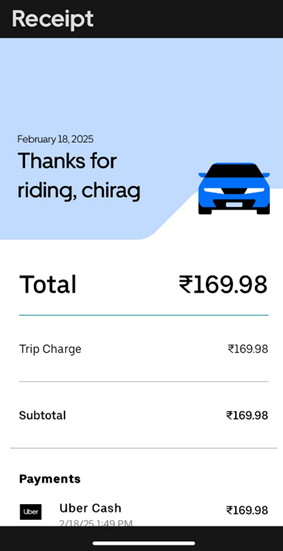 Receipt
February 18, 2025
Thanks for
riding, chirag
Total ₹169.98
Trip Charge ₹169.98
Subtotal ₹169.98
Payments
Uber Uber Cash ₹169.98
2/18/25 1:49 PM